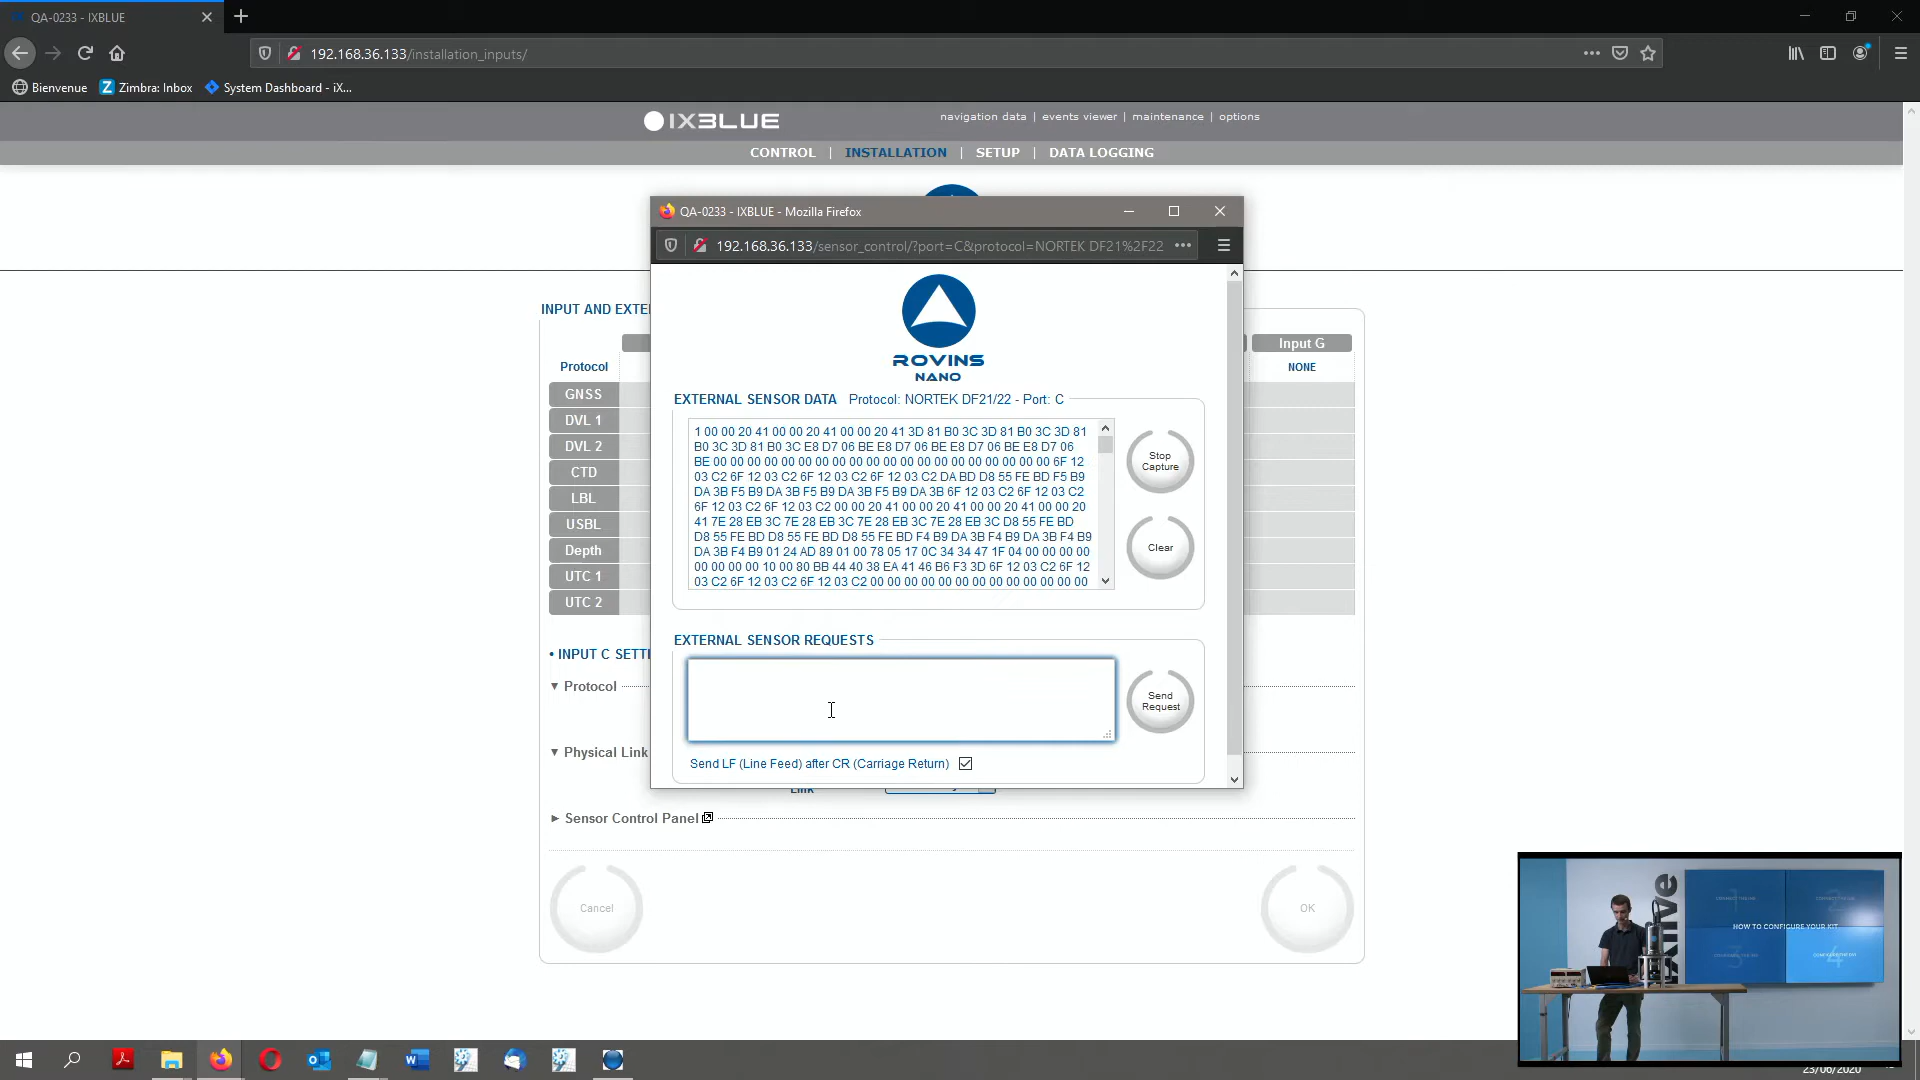 QA-0233 - IXBLUE
192.168.36.133/installation_inputs/
Bienvenue
Zimbra: Inbox
System Dashboard - iX...
IXBLUE
navigation data | events viewer | maintenance | options
CONTROL | INSTALLATION | SETUP | DATA LOGGING
QA-0233 - IXBLUE - Mozilla Firefox
192.168.36.133/sensor_control/?port=C&protocol=NORTEK DF21%2F22
ROVINS
NANO
EXTERNAL SENSOR DATA Protocol: NORTEK DF21/22 - Port: C
1 00 00 20 41 00 00 20 41 00 00 20 41 3D 81 B0 3C 3D 81 B0 3C 3D 81
B0 3C 3D 81 B0 3C E8 D7 06 BE E8 D7 06 BE E8 D7 06 BE E8 D7 06
BE 00 00 00 00 00 00 00 00 00 00 00 00 00 00 00 00 6F 12
03 C2 6F 12 03 C2 6F 12 03 C2 6F 12 03 C2 DA BD D8 55 FE BD F5 B9
DA 3B F5 B9 DA 3B F5 B9 DA 3B F5 B9 DA 3B 6F 12 03 C2 6F 12 03 C2
6F 12 03 C2 6F 12 03 C2 00 00 20 41 00 00 20 41 00 00 20 41 00 00 20
41 7E 28 EB 3C 7E 28 EB 3C 7E 28 EB 3C 7E 28 EB 3C D8 55 FE BD
D8 55 FE BD D8 55 FE BD D8 55 FE BD F4 B9 DA 3B F4 B9 DA 3B F4 B9
DA 3B F4 B9 01 24 AD 89 01 00 78 05 17 0C 34 34 47 1F 04 00 00 00 00
00 00 00 00 10 00 80 BB 44 40 38 EA 41 46 B6 F3 3D 6F 12 03 C2 6F 12
03 C2 6F 12 03 C2 6F 12 03 C2 00 00 00 00 00 00 00 00 00 00 00 00
Stop
Capture
Clear
EXTERNAL SENSOR REQUESTS
Send
Request
Send LF (Line Feed) after CR (Carriage Return)
INPUT AND EXTE
Input G
Protocol
NONE
GNSS
DVL 1
DVL 2
CTD
LBL
USBL
Depth
UTC 1
UTC 2
• INPUT C SETT
Protocol
Physical Link
Link
Sensor Control Panel
Cancel
OK
HOW TO CONFIGURE YOUR KIT
23/06/2020